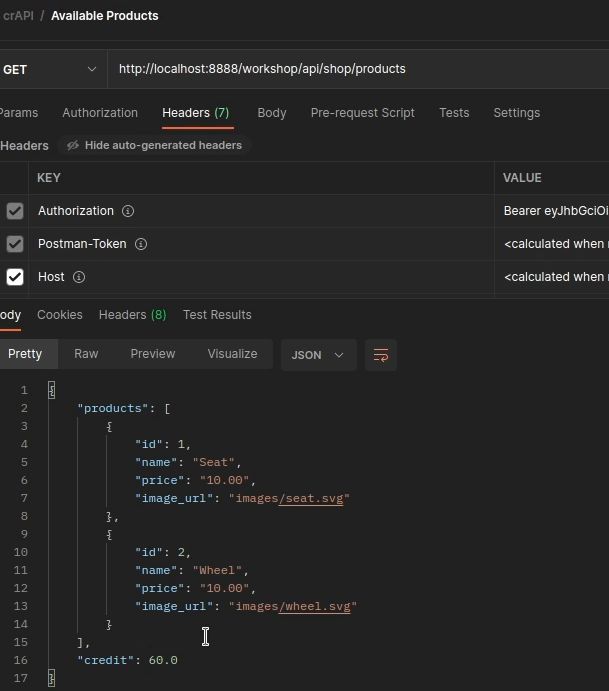 crAPI / Available Products
GET http://localhost:8888/workshop/api/shop/products
Params Authorization Headers (7) Body Pre-request Script Tests Settings
Headers Hide auto-generated headers
KEY VALUE
Authorization Bearer eyJhbGciOi
Postman-Token <calculated when
Host <calculated when
ody Cookies Headers (8) Test Results
Pretty Raw Preview Visualize JSON
1 {
2 "products": [
3 {
4 "id": 1,
5 "name": "Seat",
6 "price": "10.00",
7 "image_url": "images/seat.svg"
8 },
9 {
10 "id": 2,
11 "name": "Wheel",
12 "price": "10.00",
13 "image_url": "images/wheel.svg"
14 }
15 ],
16 "credit": 60.0
17 }